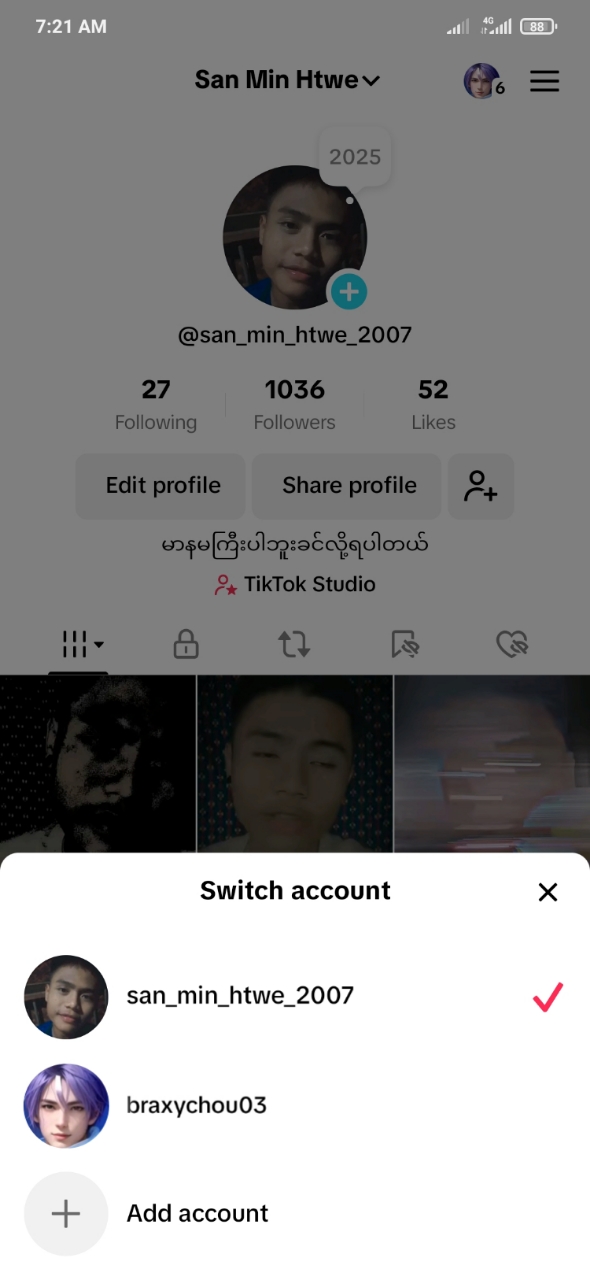 7:21 AM 4G 88
San Min Htwe 6
2025
@san_min_htwe_2007
27 1036 52
Following Followers Likes
Edit profile Share profile
မာနမကြီးပါဘူးခင်လို့ရပါတယ်
TikTok Studio
Switch account
san_min_htwe_2007
braxychou03
Add account